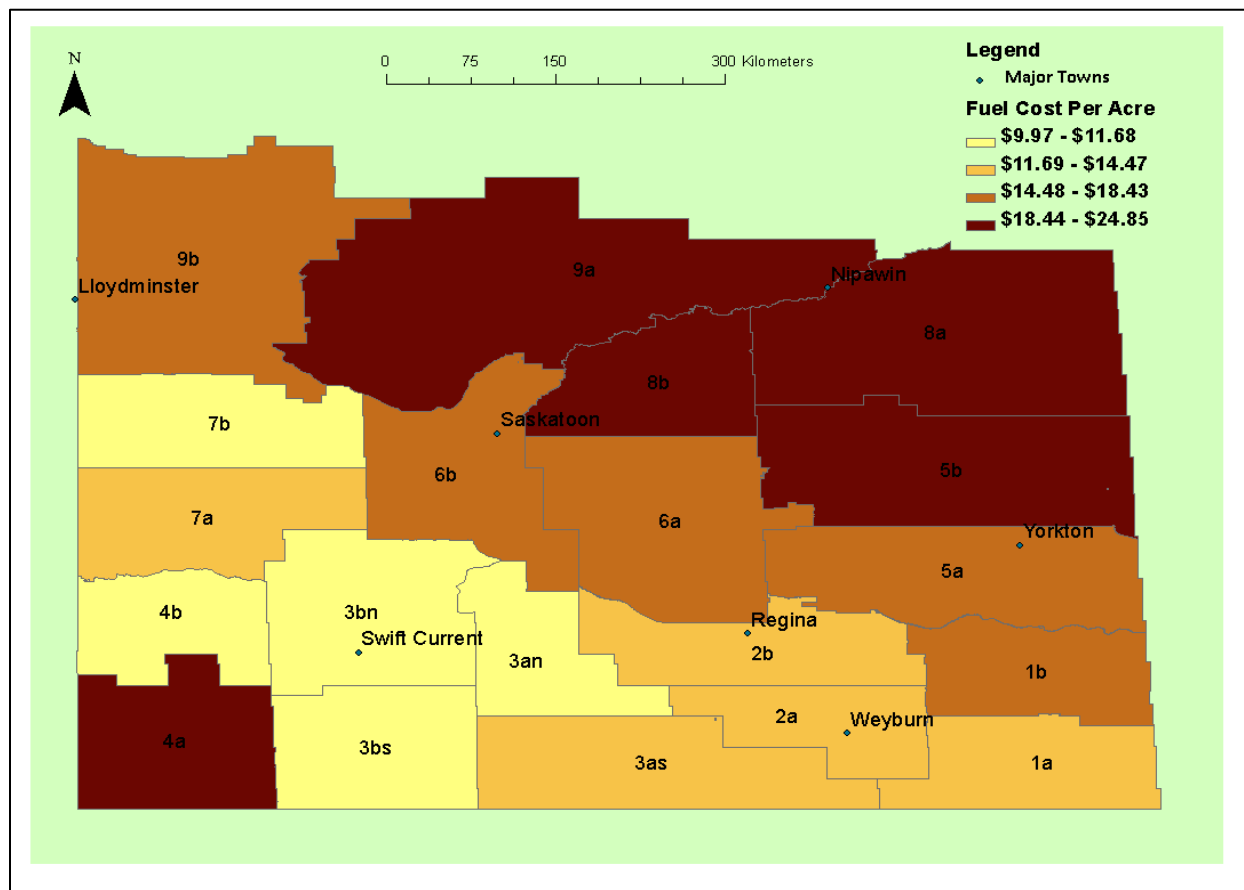 N
0 75 150 300 Kilometers
Legend
Major Towns
Fuel Cost Per Acre
$9.97 - $11.68
$11.69 - $14.47
$14.48 - $18.43
$18.44 - $24.85
9b
9a
Nipawin
Lloydminster
8a
8b
7b
Saskatoon
6b
5b
7a
6a
Yorkton
5a
4b
3bn
Regina
Swift Current
2b
3an
1b
2a
Weyburn
4a
3bs
3as
1a